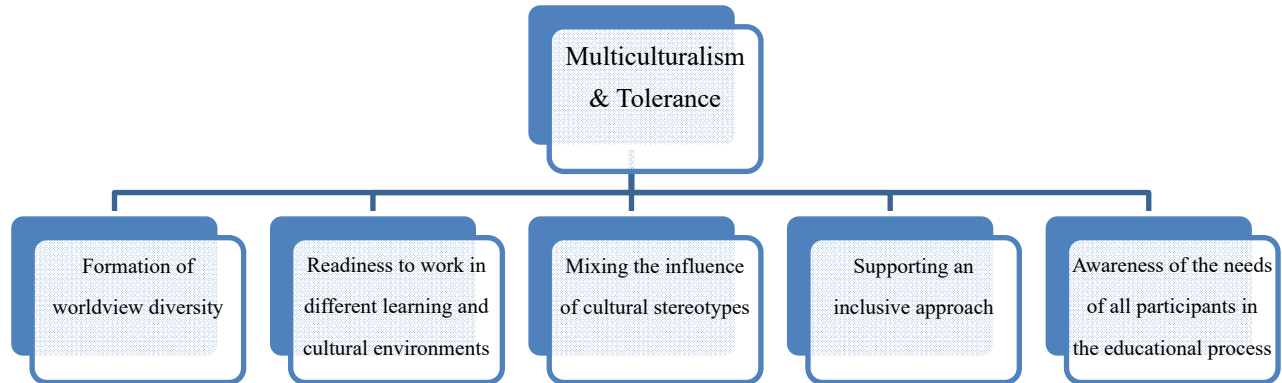 Multiculturalism
& Tolerance
Formation of
worldview diversity
Readiness to work in
different learning and
cultural environments
Mixing the influence
of cultural stereotypes
Supporting an
inclusive approach
Awareness of the needs
of all participants in
the educational process